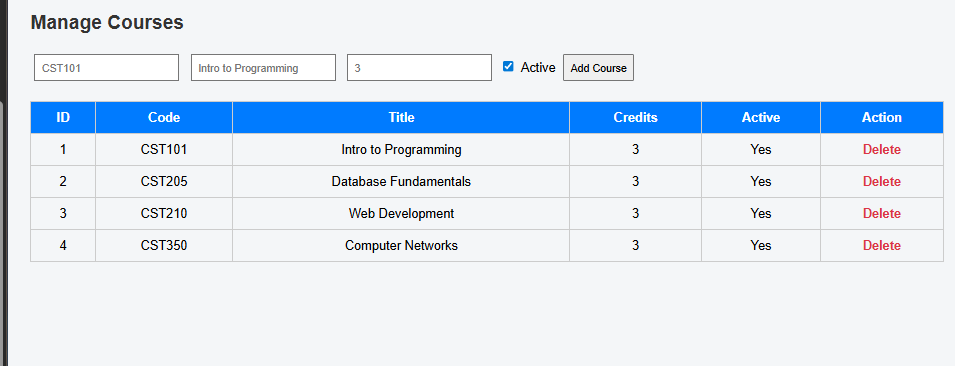 Manage Courses
CST101 Intro to Programming 3 Active Add Course
ID Code Title Credits Active Action
1 CST101 Intro to Programming 3 Yes Delete
2 CST205 Database Fundamentals 3 Yes Delete
3 CST210 Web Development 3 Yes Delete
4 CST350 Computer Networks 3 Yes Delete